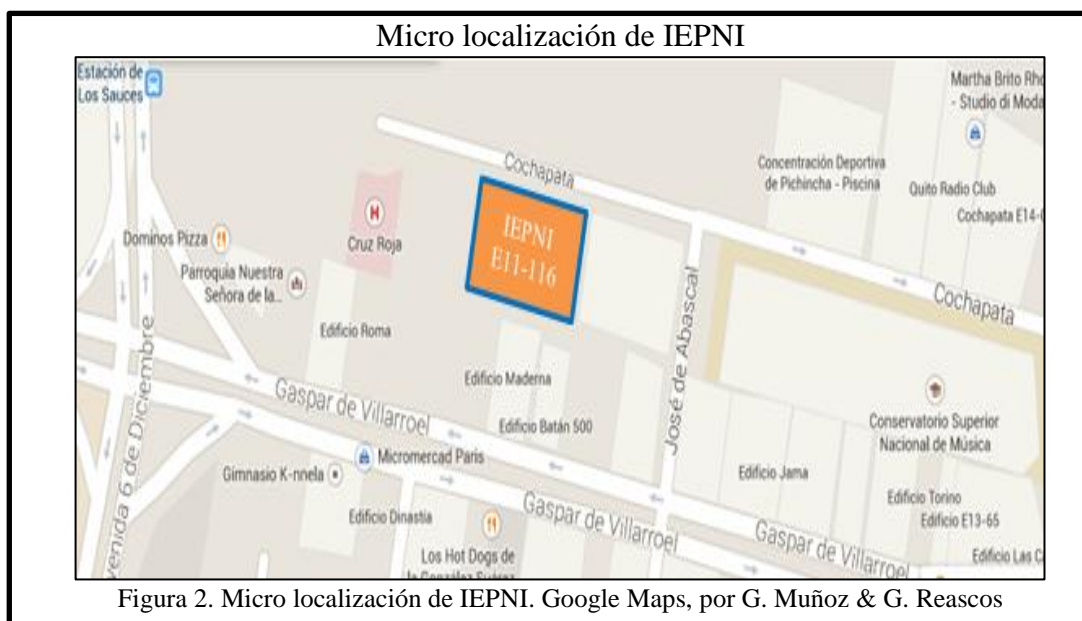 Micro localización de IEPNI
Estación de
Los Sauces
Martha Brito Rho
- Studio di Moda
Cochapata
Concentración Deportiva
de Pichincha - Piscina
Quito Radio Club
Cochapata E14-
IEPNI
E11-116
Cruz Roja
Dominos Pizza
Parroquia Nuestra
Señora de la...
José de Abascal
Cochapata
Edificio Roma
Edificio Maderna
Edificio Batán 500
Gaspar de Villarroel
Conservatorio Superior
Nacional de Música
venida 6 de Diciembre
Micromercad Paris
Gimnasio K-nnela
Edificio Jama
Edificio Torino
Edificio E13-65
Edificio Dinastia
Gaspar de Villarroel
Gaspar de Villarroel
Los Hot Dogs de
la González Suárez
Edificio Las C
Figura 2. Micro localización de IEPNI. Google Maps, por G. Muñoz & G. Reascos